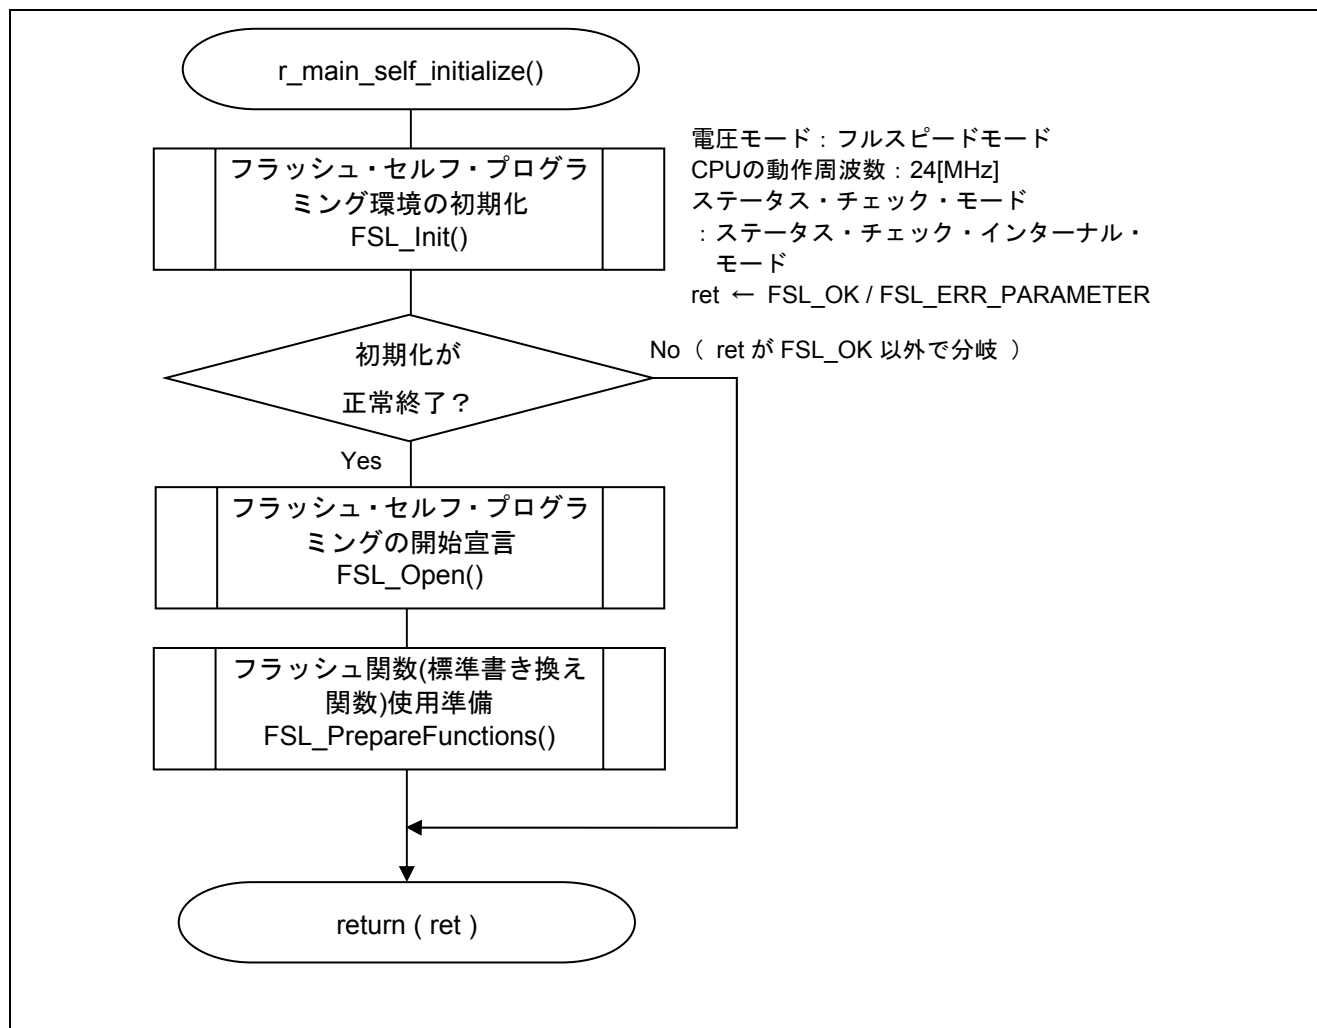 r_main_self_initialize()
電圧モード：フルスピードモード
CPUの動作周波数：24[MHz]
ステータス・チェック・モード
：ステータス・チェック・インターナル・
モード
ret ← FSL_OK / FSL_ERR_PARAMETER
フラッシュ・セルフ・プログラ
ミング環境の初期化
FSL_Init()
No（ ret が FSL_OK 以外で分岐 ）
初期化が
正常終了？
Yes
フラッシュ・セルフ・プログラ
ミングの開始宣言
FSL_Open()
フラッシュ関数(標準書き換え
関数)使用準備
FSL_PrepareFunctions()
return ( ret )